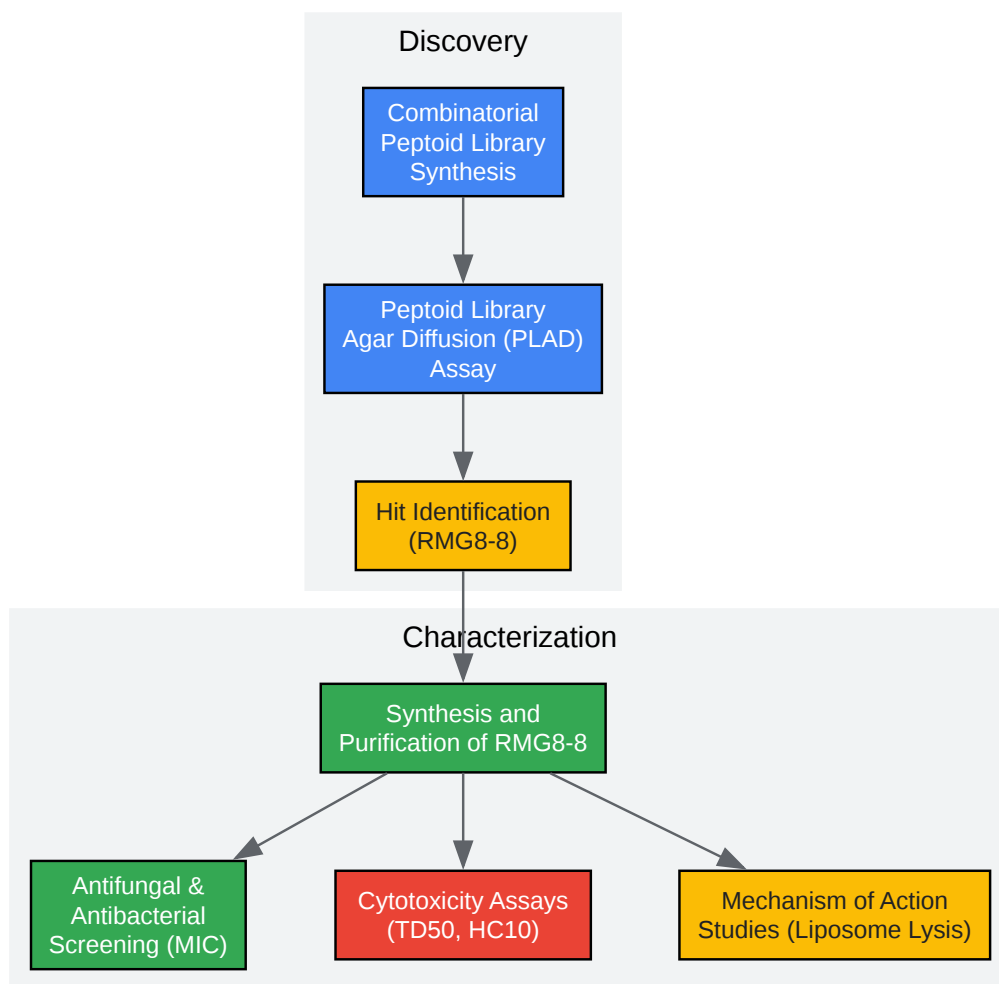 Discovery
Combinatorial
Peptoid Library
Synthesis
Peptoid Library
Agar Diffusion (PLAD)
Assay
Hit Identification
(RMG8-8)
Characterization
Synthesis and
Purification of RMG8-8
Antifungal &
Antibacterial
Screening (MIC)
Cytotoxicity Assays
(TD50, HC10)
Mechanism of Action
Studies (Liposome Lysis)